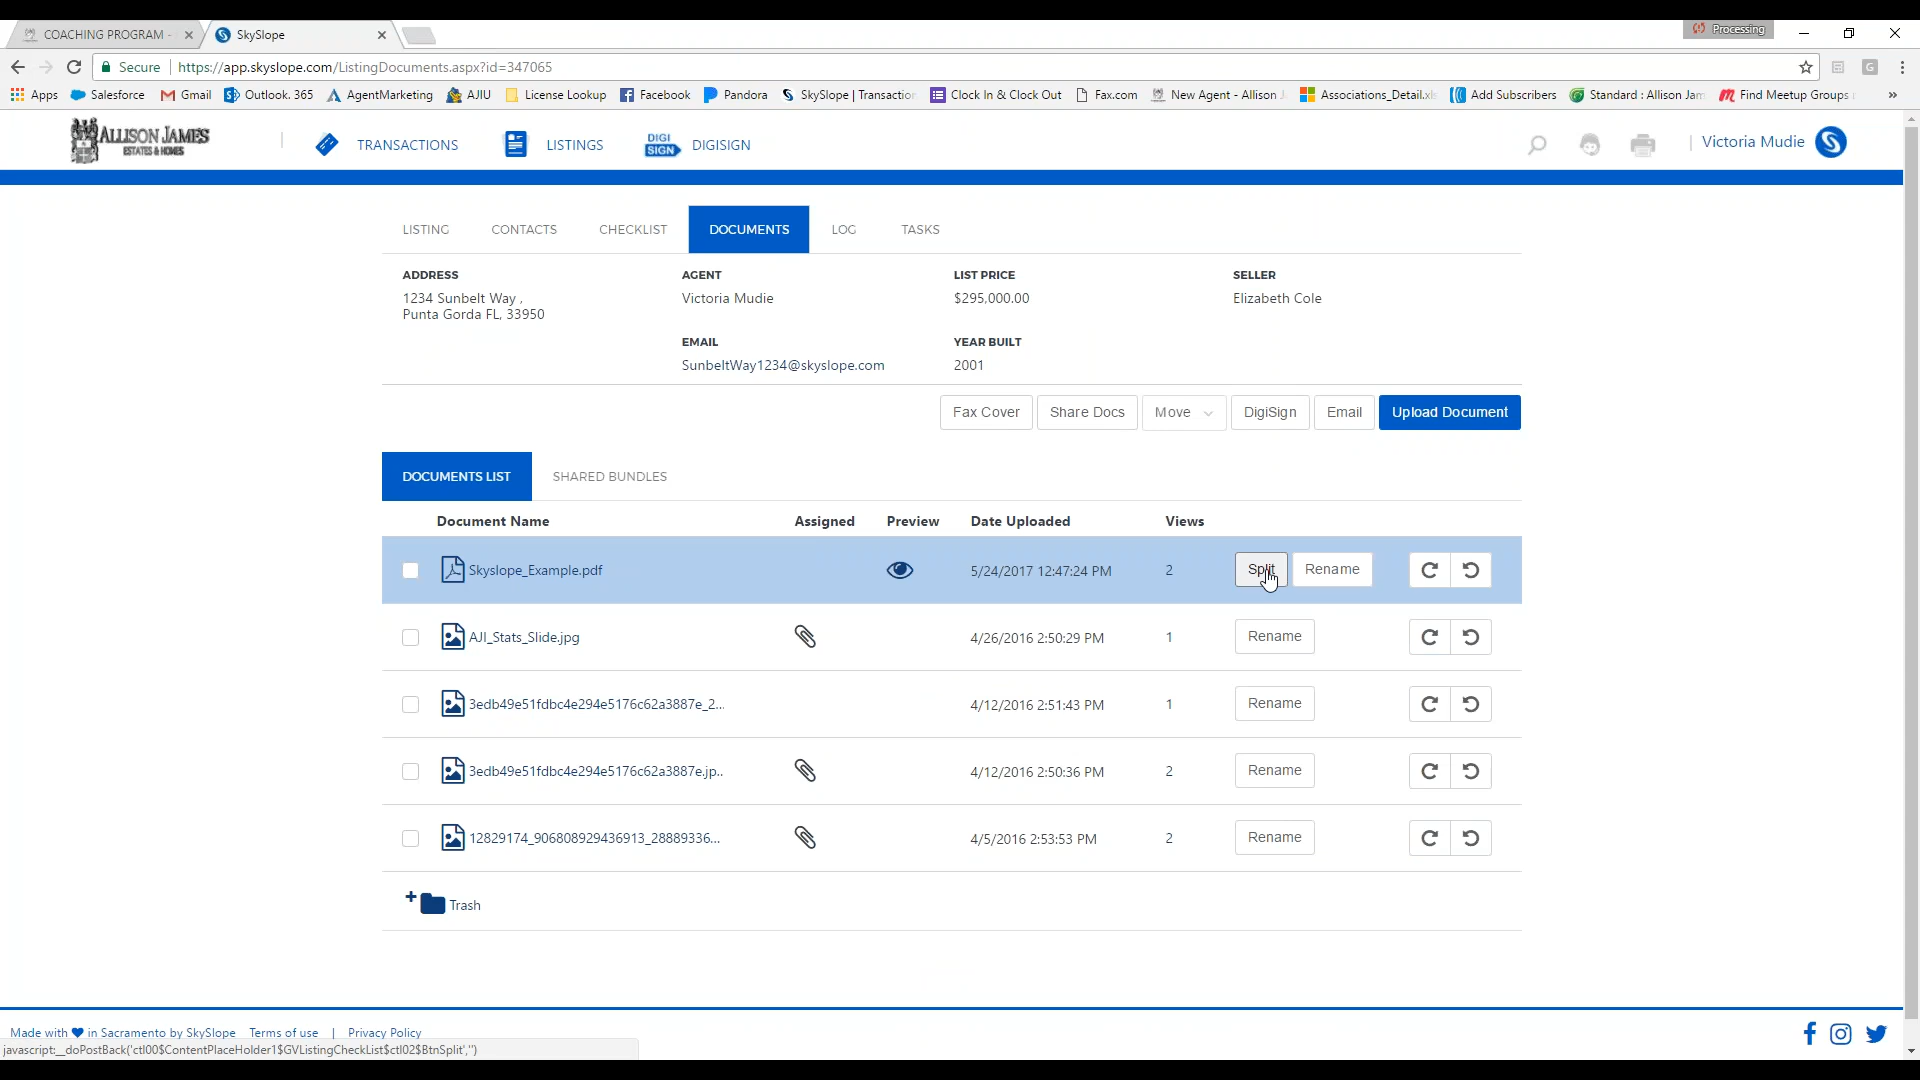 COACHING PROGRAM -
SkySlope
Processing
Secure
https://app.skyslope.com/ListingDocuments.aspx?id=347065
Apps
Salesforce
Gmail
Outlook. 365
AgentMarketing
AJIU
License Lookup
Facebook
Pandora
SkySlope | Transactio
Clock In & Clock Out
Fax.com
New Agent - Allison J
Associations_Detail.xl
Add Subscribers
Standard : Allison Jam
Find Meetup Groups
»
ALLISON JAMES
ESTATES & HOMES
TRANSACTIONS
LISTINGS
DIGI
SIGN
DIGISIGN
Victoria Mudie
LISTING
CONTACTS
CHECKLIST
DOCUMENTS
LOG
TASKS
ADDRESS
1234 Sunbelt Way ,
Punta Gorda FL, 33950
AGENT
Victoria Mudie
LIST PRICE
$295,000.00
SELLER
Elizabeth Cole
EMAIL
SunbeltWay1234@skyslope.com
YEAR BUILT
2001
Fax Cover
Share Docs
Move
DigiSign
Email
Upload Document
DOCUMENTS LIST
SHARED BUNDLES
Document Name
Assigned
Preview
Date Uploaded
Views
Skyslope_Example.pdf
5/24/2017 12:47:24 PM
2
Split
Rename
AJI_Stats_Slide.jpg
4/26/2016 2:50:29 PM
1
Rename
3edb49e51fdbc4e294e5176c62a3887e_2...
4/12/2016 2:51:43 PM
1
Rename
3edb49e51fdbc4e294e5176c62a3887e.jp..
4/12/2016 2:50:36 PM
2
Rename
12829174_906808929436913_28889336...
4/5/2016 2:53:53 PM
2
Rename
Trash
Made with ❤ in Sacramento by SkySlope
Terms of use
|
Privacy Policy
javascript:__doPostBack('ctl00$ContentPlaceHolder1$GVListingCheckList$ctl02$BtnSplit','')